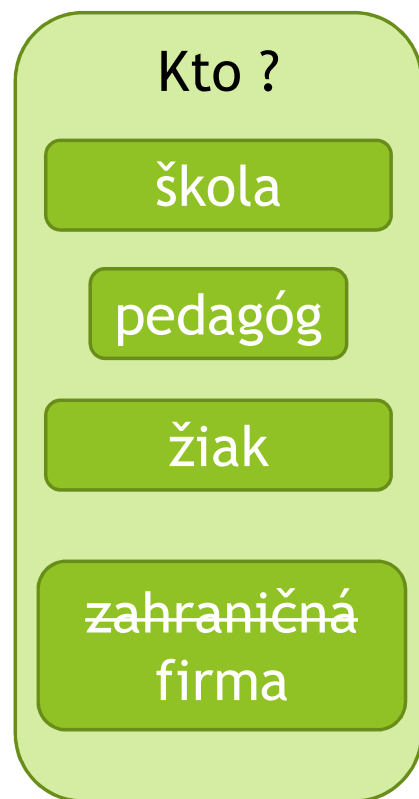 Kto ?
škola
pedagóg
žiak
zahraničná
firma